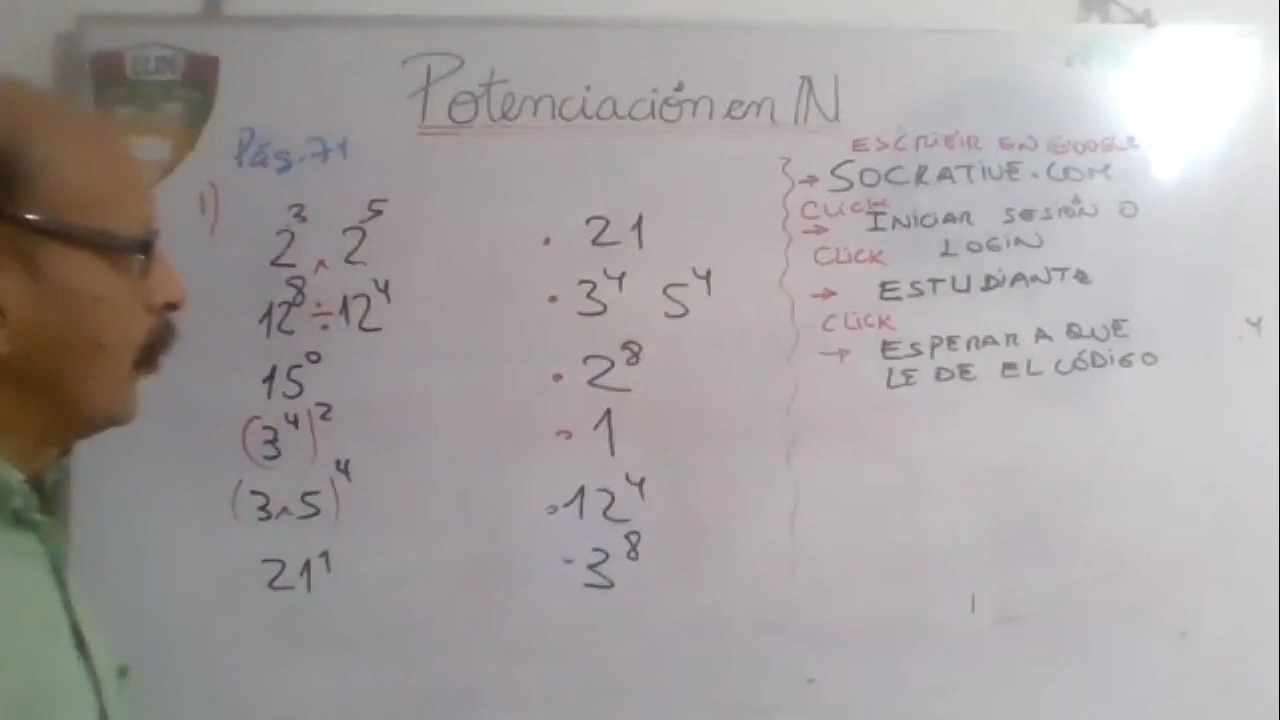 Potenciación en ℕ
Pág. 71
1)
2³ × 2⁵ · 21
12⁸ ÷ 12⁴ · 3⁴ 5⁴
15⁰ · 2⁸
(3⁴)² · 1
(3×5)⁴ · 12⁴
21¹ · 3⁸
ESCRIBIR EN GOOGLE
→ SOCRATIVE.COM
CLICK
→ INICIAR SESIÓN O
LOGIN
CLICK
→ ESTUDIANTE
CLICK
→ ESPERAR A QUE
LE DE EL CÓDIGO